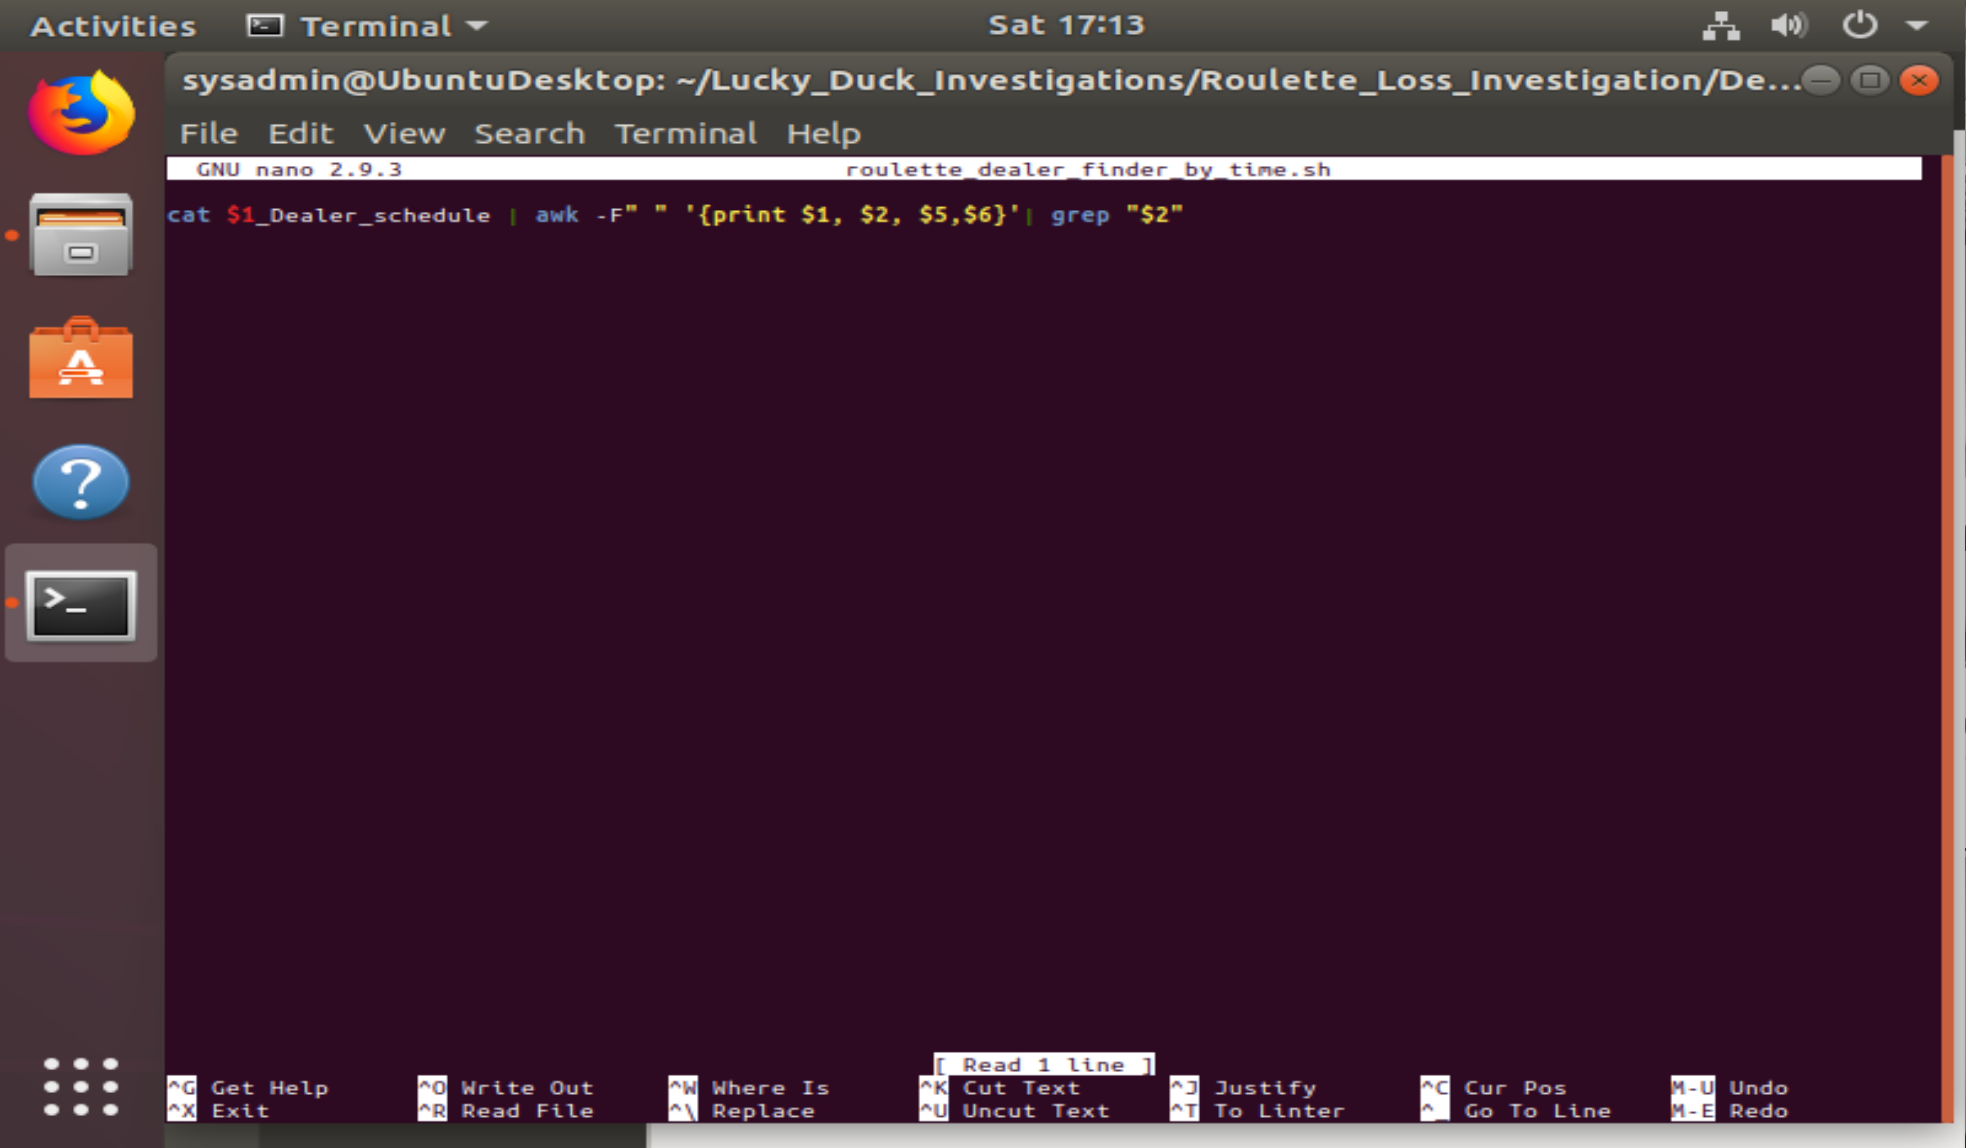 Activities Terminal Sat 17:13
sysadmin@UbuntuDesktop: ~/Lucky_Duck_Investigations/Roulette_Loss_Investigation/De...
File Edit View Search Terminal Help
GNU nano 2.9.3 roulette_dealer_finder_by_time.sh
cat $1_Dealer_schedule | awk -F" " '{print $1, $2, $5,$6}'| grep "$2"
[ Read 1 line ]
^G Get Help ^O Write Out ^W Where Is ^K Cut Text ^J Justify ^C Cur Pos M-U Undo
^X Exit ^R Read File ^\ Replace ^U Uncut Text ^T To Linter ^_ Go To Line M-E Redo